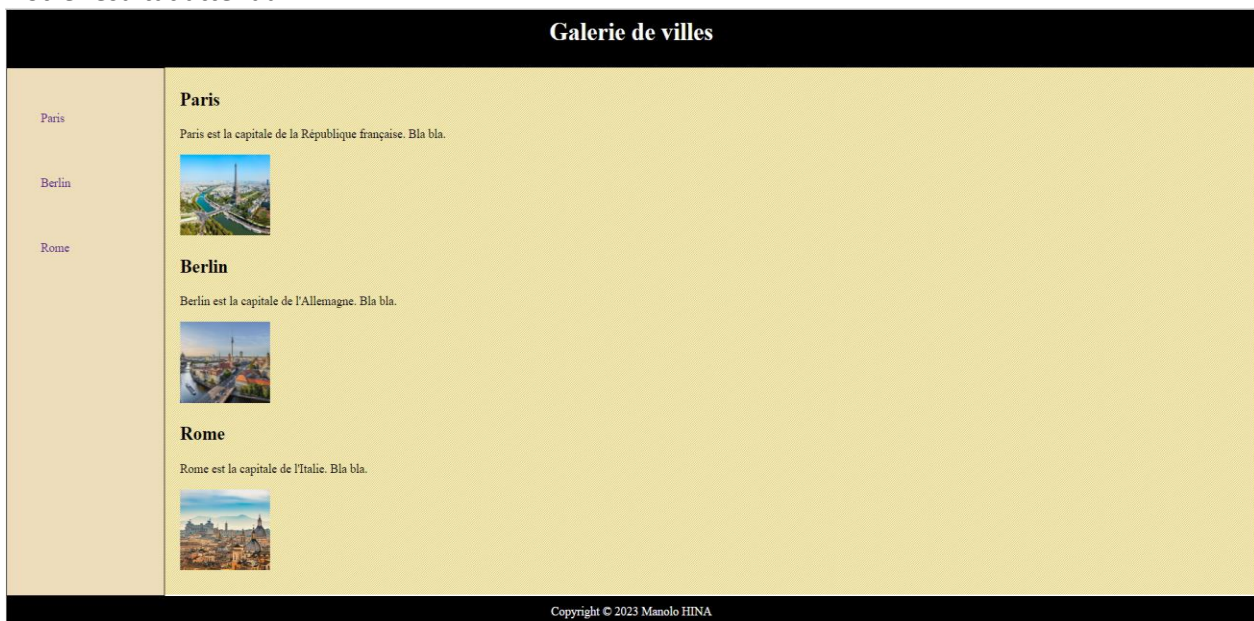 Galerie de villes
Paris
Berlin
Rome
Paris
Paris est la capitale de la République française. Bla bla.
Berlin
Berlin est la capitale de l'Allemagne. Bla bla.
Rome
Rome est la capitale de l'Italie. Bla bla.
Copyright © 2023 Manolo HINA